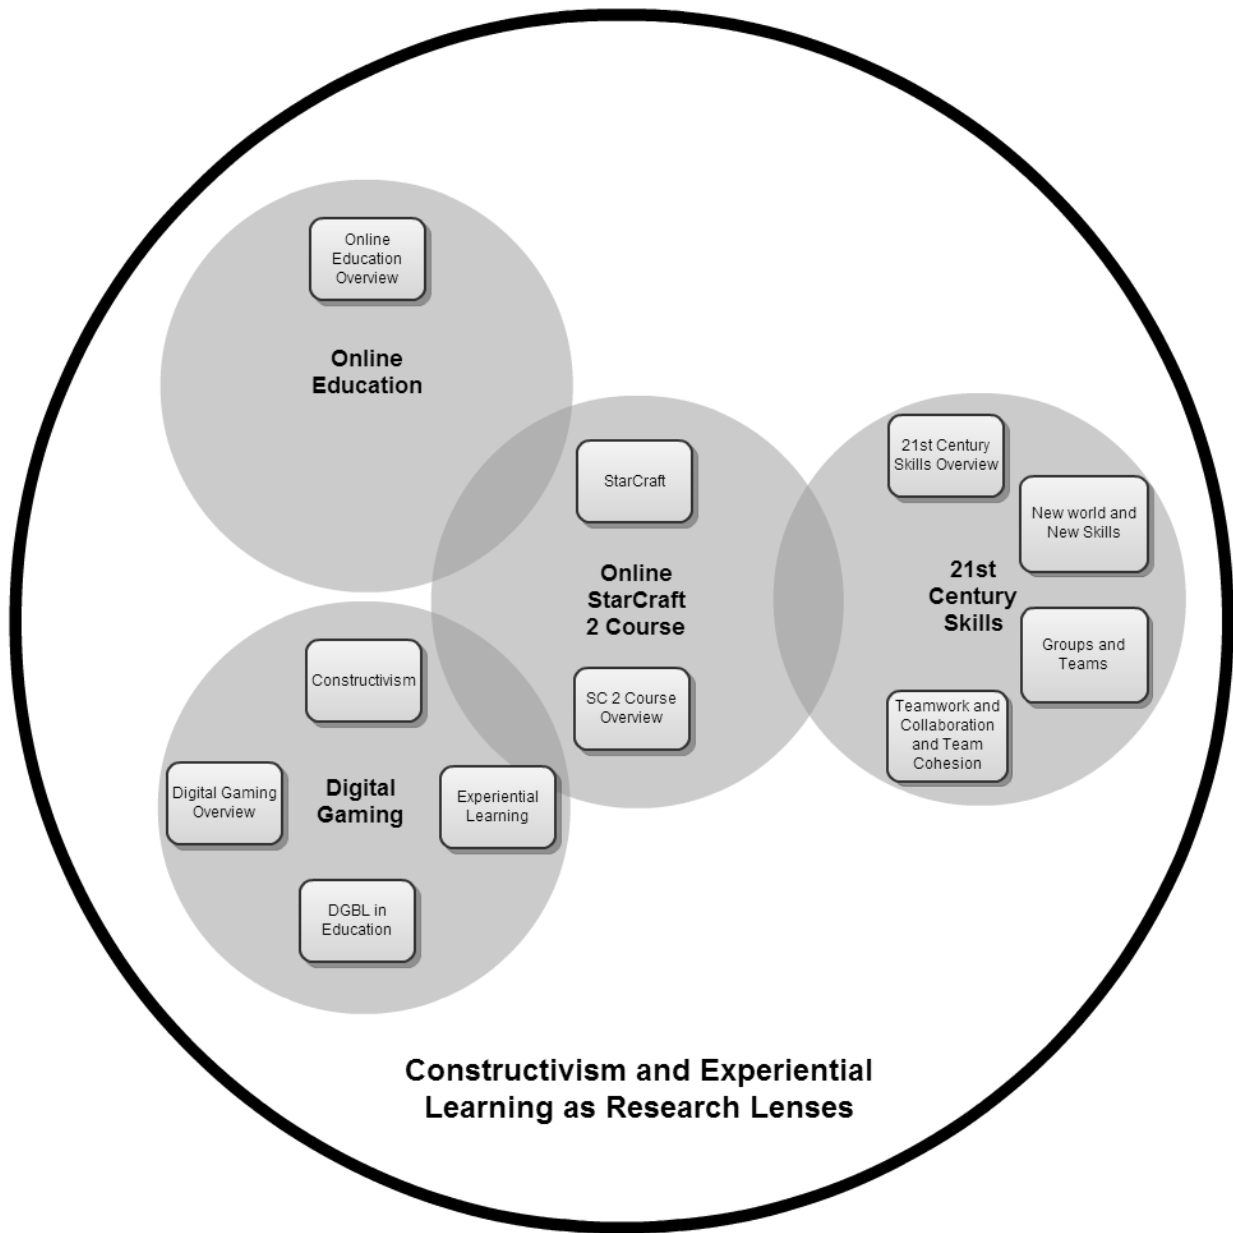 Online
Education
Overview
Online
Education
StarCraft
Online
StarCraft
2 Course
SC 2 Course
Overview
21st Century
Skills Overview
New world and
New Skills
21st
Century
Skills
Groups and
Teams
Teamwork and
Collaboration
and Team
Cohesion
Constructivism
Digital Gaming
Overview
Digital
Gaming
Experiential
Learning
DGBL in
Education
Constructivism and Experiential
Learning as Research Lenses